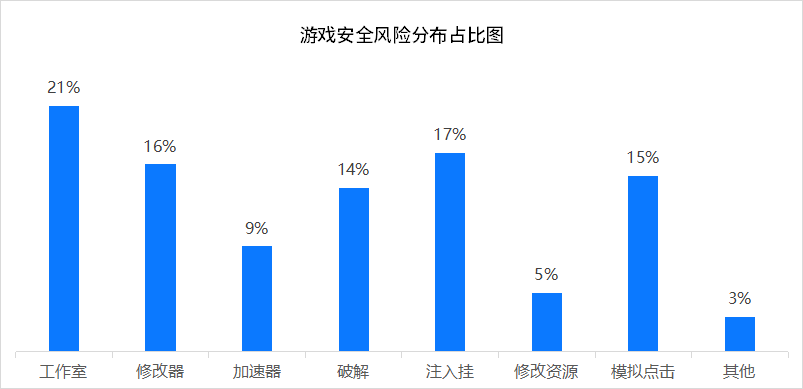 游戏安全风险分布占比图
21%
16%
9%
14%
17%
5%
15%
3%
工作室
修改器
加速器
破解
注入挂
修改资源
模拟点击
其他